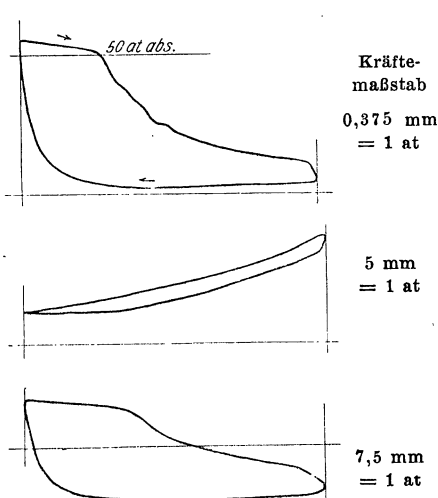 50 at abs.
Kräfte-
maßstab
0,375 mm
= 1 at
5 mm
= 1 at
7,5 mm
= 1 at